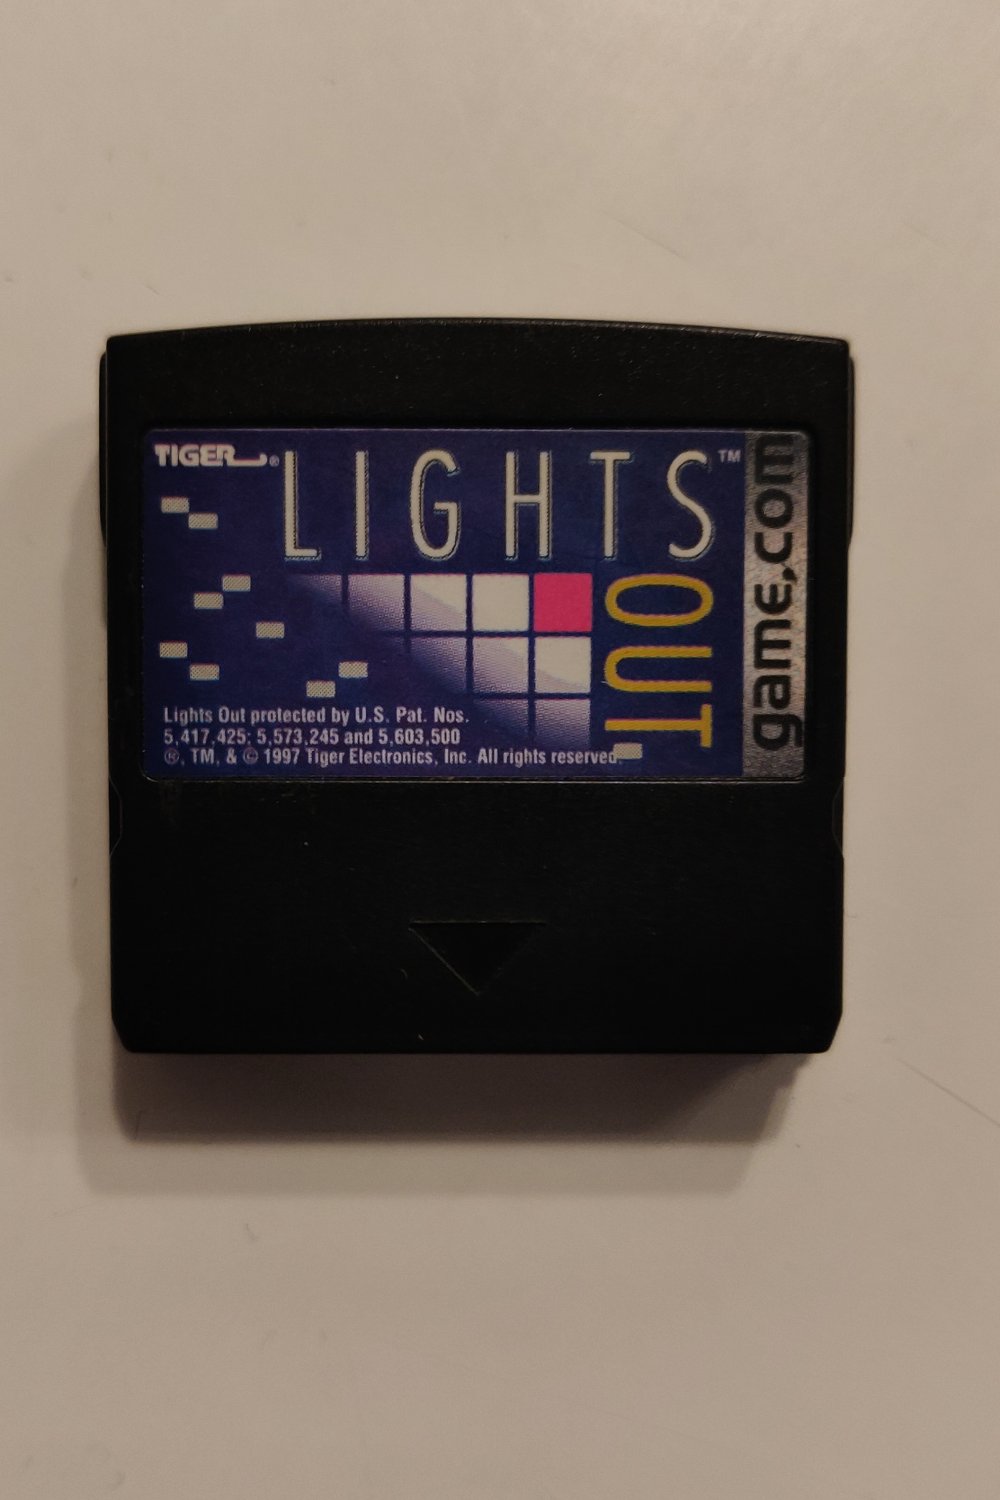 TIGER®
LIGHTS™
OUT
game.com
Lights Out protected by U.S. Pat. Nos.
5,417,425; 5,573,245 and 5,603,500
®, TM, & © 1997 Tiger Electronics, Inc. All rights reserved.